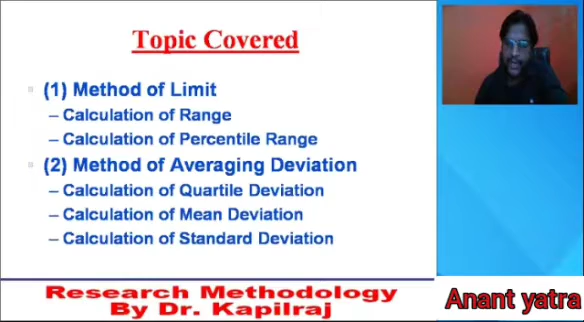 Topic Covered
(1) Method of Limit
– Calculation of Range
– Calculation of Percentile Range
(2) Method of Averaging Deviation
– Calculation of Quartile Deviation
– Calculation of Mean Deviation
– Calculation of Standard Deviation
Research Methodology
By Dr. Kapilraj
Anant yatra